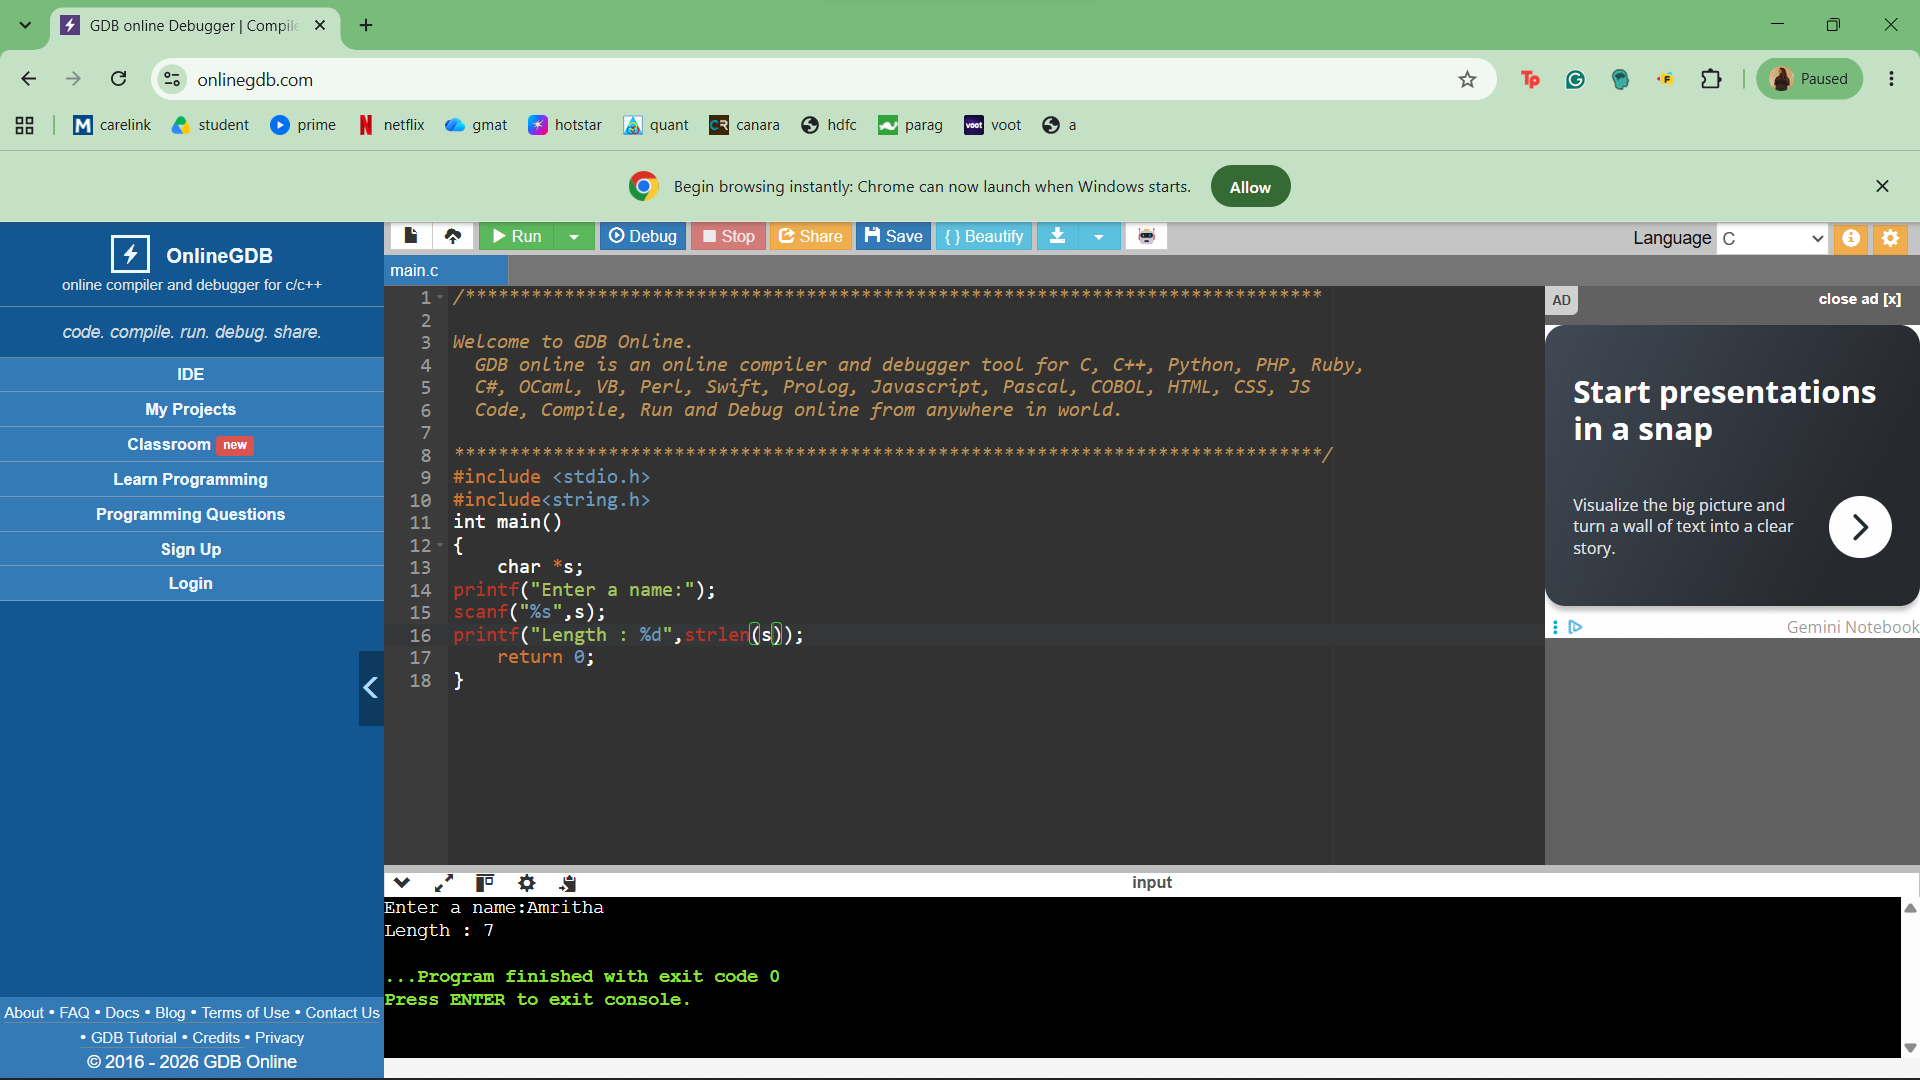 GDB online Debugger | Compile
onlinegdb.com
Paused
carelink student prime netflix gmat hotstar quant canara hdfc parag voot a
Begin browsing instantly: Chrome can now launch when Windows starts. Allow
OnlineGDB
online compiler and debugger for c/c++
code. compile. run. debug. share.
IDE
My Projects
Classroom new
Learn Programming
Programming Questions
Sign Up
Login
About • FAQ • Docs • Blog • Terms of Use • Contact Us
• GDB Tutorial • Credits • Privacy
© 2016 - 2026 GDB Online
Run Debug Stop Share Save { } Beautify Language C
main.c
1 /******************************************************************************
2
3 Welcome to GDB Online.
4   GDB online is an online compiler and debugger tool for C, C++, Python, PHP, Ruby,
5   C#, OCaml, VB, Perl, Swift, Prolog, Javascript, Pascal, COBOL, HTML, CSS, JS
6   Code, Compile, Run and Debug online from anywhere in world.
7
8 *******************************************************************************/
9 #include <stdio.h>
10 #include<string.h>
11 int main()
12 {
13     char *s;
14 printf("Enter a name:");
15 scanf("%s",s);
16 printf("Length : %d",strlen(s));
17     return 0;
18 }
AD
close ad [x]
Start presentations
in a snap
Visualize the big picture and
turn a wall of text into a clear
story.
Gemini Notebook
input
Enter a name:Amritha
Length : 7
...Program finished with exit code 0
Press ENTER to exit console.